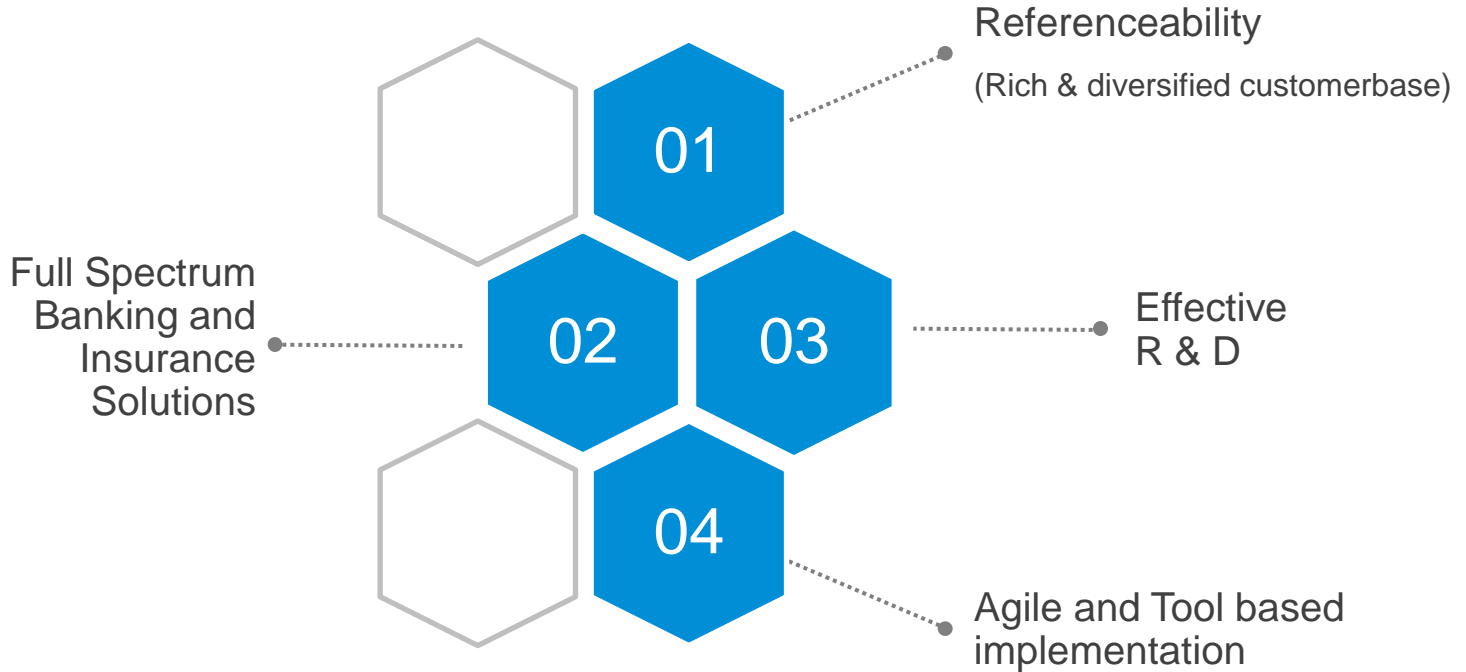 01
Referenceability
(Rich & diversified customerbase)
02
Full Spectrum
Banking and
Insurance
Solutions
03
Effective
R & D
04
Agile and Tool based
implementation